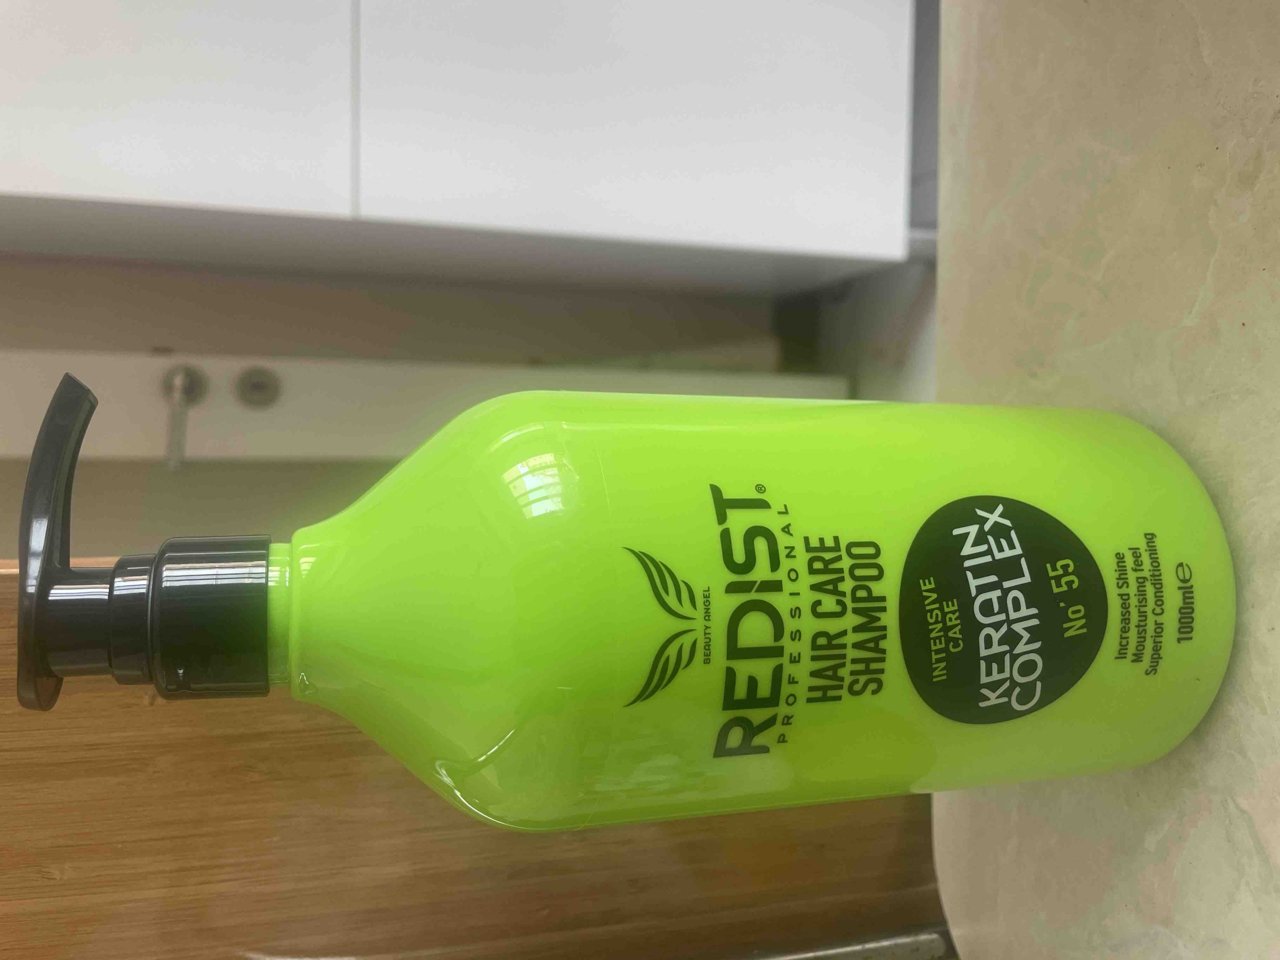 BEAUTY ANGEL
REDIST®
PROFESSIONAL
HAIR CARE
SHAMPOO
INTENSIVE
CARE
KERATIN
COMPLEX
No' 55
Increased Shine
Mousturising feel
Superior Conditioning
1000ml℮